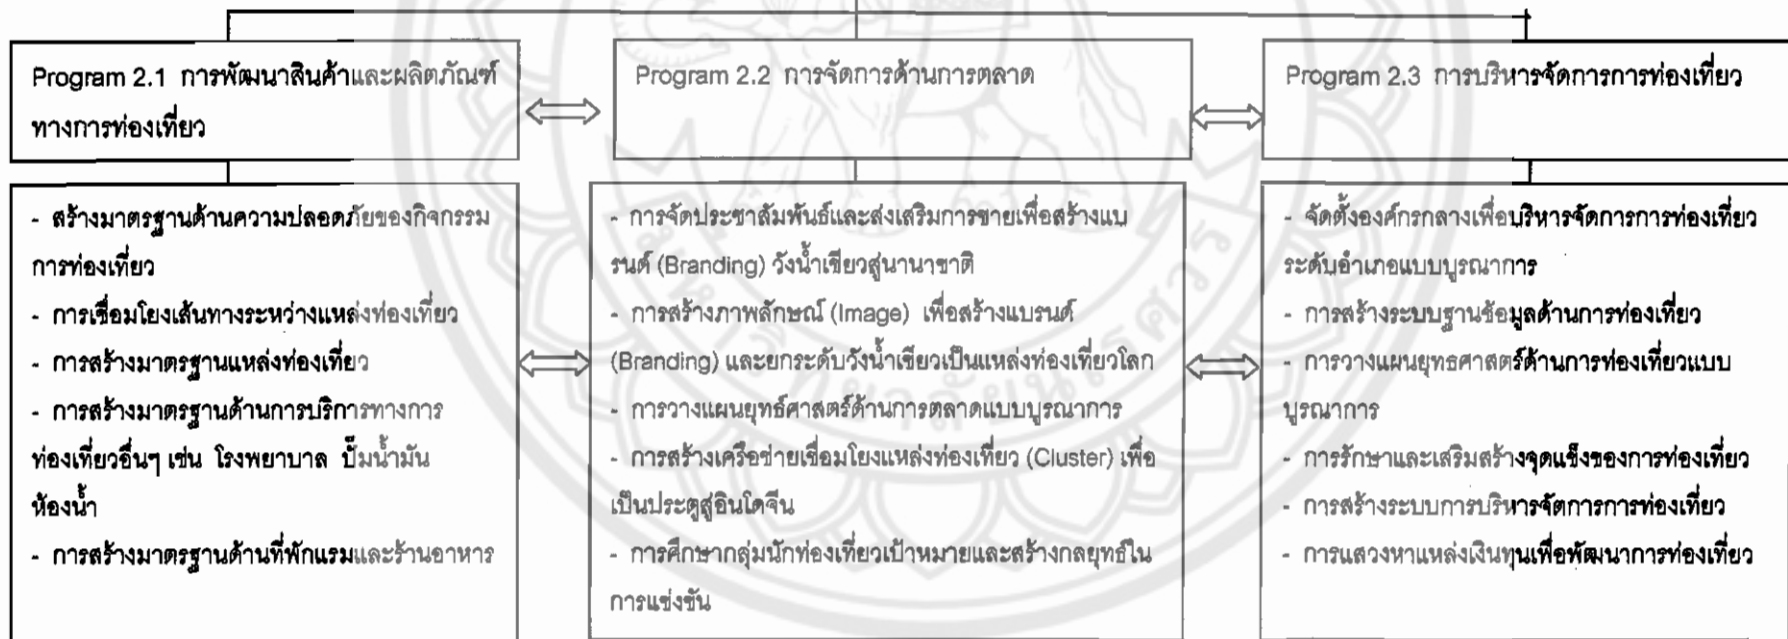 Program 2.1 การพัฒนาสินค้าและผลิตภัณฑ์
ทางการท่องเที่ยว
Program 2.2 การจัดการด้านการตลาด
Program 2.3 การบริหารจัดการการท่องเที่ยว
- สร้างมาตรฐานด้านความปลอดภัยของกิจกรรม
การท่องเที่ยว
- การเชื่อมโยงเส้นทางระหว่างแหล่งท่องเที่ยว
- การสร้างมาตรฐานแหล่งท่องเที่ยว
- การสร้างมาตรฐานด้านการบริการทางการ
ท่องเที่ยวอื่นๆ เช่น โรงพยาบาล ปั๊มน้ำมัน
ห้องน้ำ
- การสร้างมาตรฐานด้านที่พักแรมและร้านอาหาร
- การจัดประชาสัมพันธ์และส่งเสริมการขายเพื่อสร้างแบ
รนด์ (Branding) วังน้ำเขียวสู่นานาชาติ
- การสร้างภาพลักษณ์ (Image) เพื่อสร้างแบรนด์
(Branding) และยกระดับวังน้ำเขียวเป็นแหล่งท่องเที่ยวโลก
- การวางแผนยุทธ์ศาสตร์ด้านการตลาดแบบบูรณาการ
- การสร้างเครือข่ายเชื่อมโยงแหล่งท่องเที่ยว (Cluster) เพื่อ
เป็นประตูสู่อินโดจีน
- การศึกษากลุ่มนักท่องเที่ยวเป้าหมายและสร้างกลยุทธ์ใน
การแข่งขัน
- จัดตั้งองค์กรกลางเพื่อบริหารจัดการการท่องเที่ยว
ระดับอำเภอแบบบูรณาการ
- การสร้างระบบฐานข้อมูลด้านการท่องเที่ยว
- การวางแผนยุทธศาสตร์ด้านการท่องเที่ยวแบบ
บูรณาการ
- การรักษาและเสริมสร้างจุดแข็งของการท่องเที่ยว
- การสร้างระบบการบริหารจัดการการท่องเที่ยว
- การแสวงหาแหล่งเงินทุนเพื่อพัฒนาการท่องเที่ยว